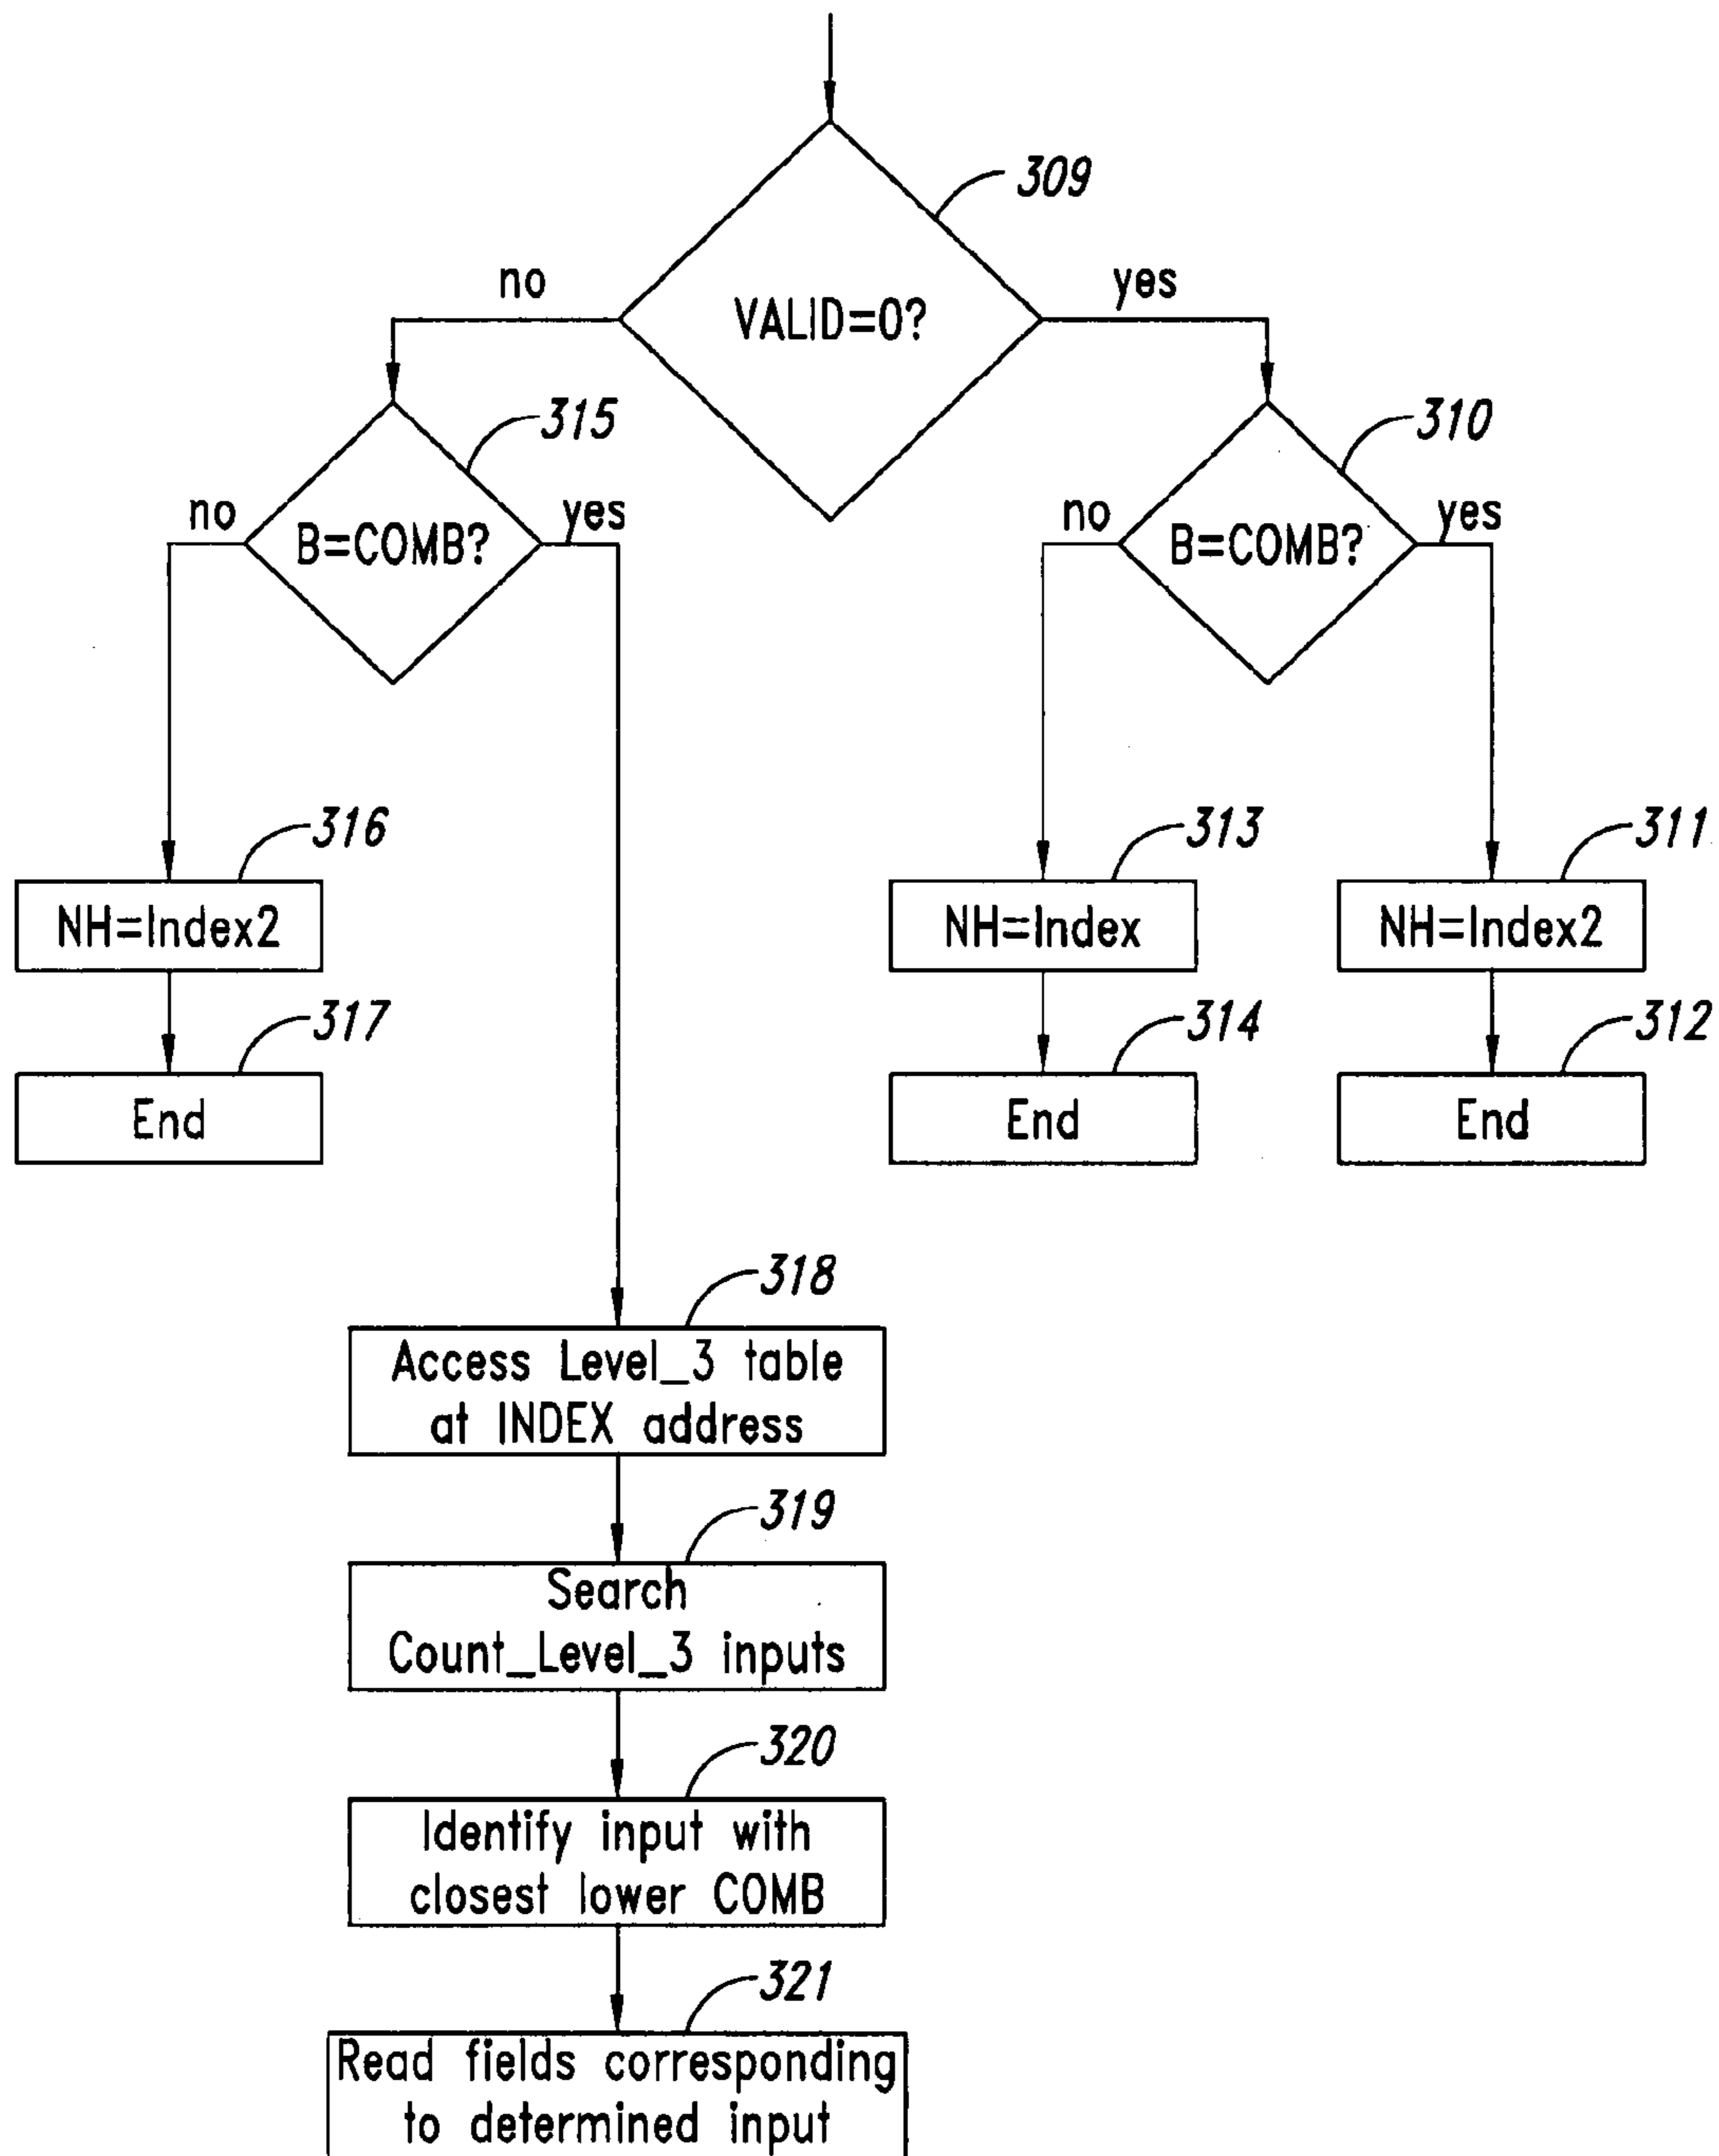 309
no
VALID=0?
yes
315
310
no
B=COMB?
yes
no
B=COMB?
yes
316
313
311
NH=Index2
NH=Index
NH=Index2
317
314
312
End
End
End
318
Access Level_3 table
at INDEX address
319
Search
Count_Level_3 inputs
320
Identify input with
closest lower COMB
321
Read fields corresponding
to determined input